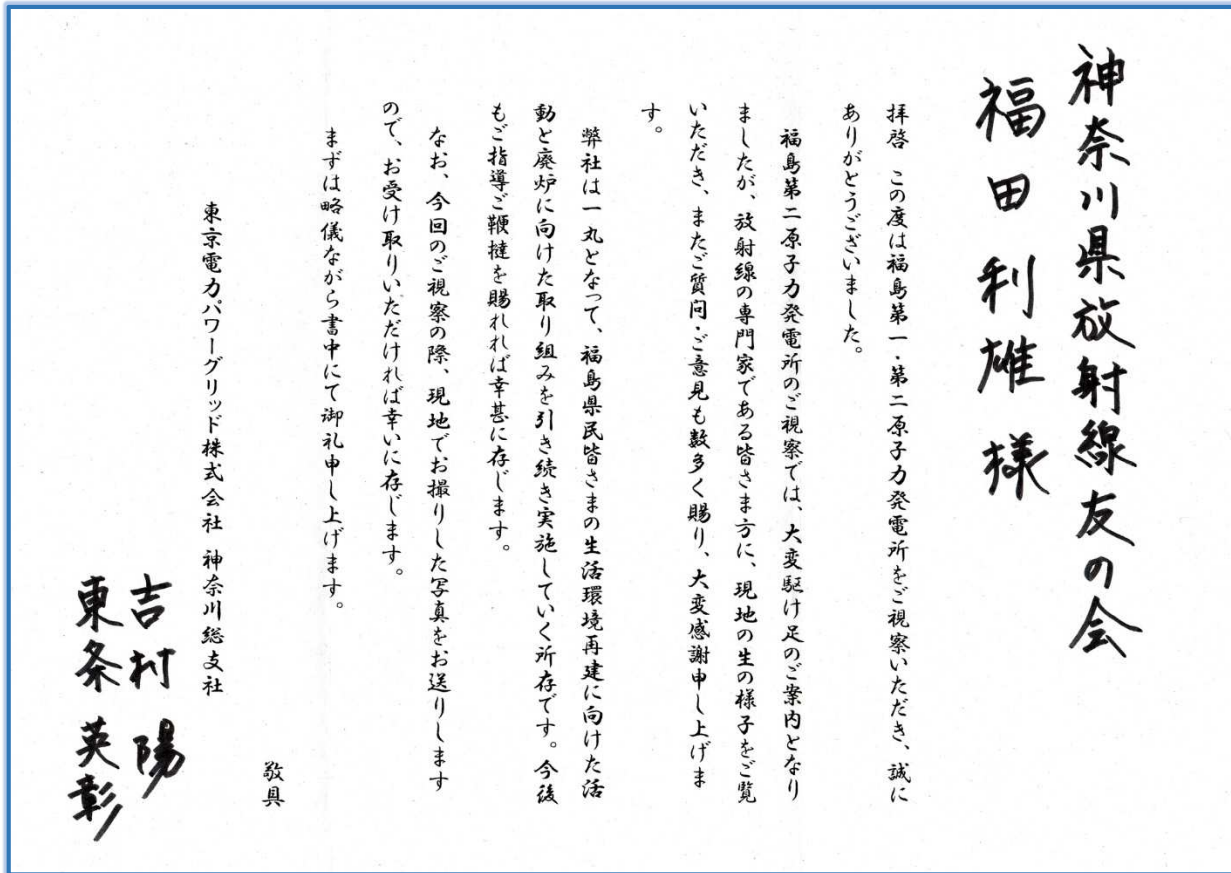 神奈川県放射線友の会
福田利雄様
拝啓　この度は福島第一・第二原子力発電所をご視察いただき、誠に
ありがとうございました。
福島第二原子力発電所のご視察では、大変駆け足のご案内となり
ましたが、放射線の専門家である皆さま方に、現地の生の様子をご覧
いただき、またご質問・ご意見も数多く賜り、大変感謝申し上げま
す。
弊社は一丸となって、福島県民皆さまの生活環境再建に向けた活
動と廃炉に向けた取り組みを引き続き実施していく所存です。今後
もご指導ご鞭撻を賜れれば幸甚に存じます。
なお、今回のご視察の際、現地でお撮りした写真をお送りします
ので、お受け取りいただければ幸いに存じます。
まずは略儀ながら書中にて御礼申し上げます。
敬具
東京電力パワーグリッド株式会社 神奈川総支社
吉村 陽
東条 英彰